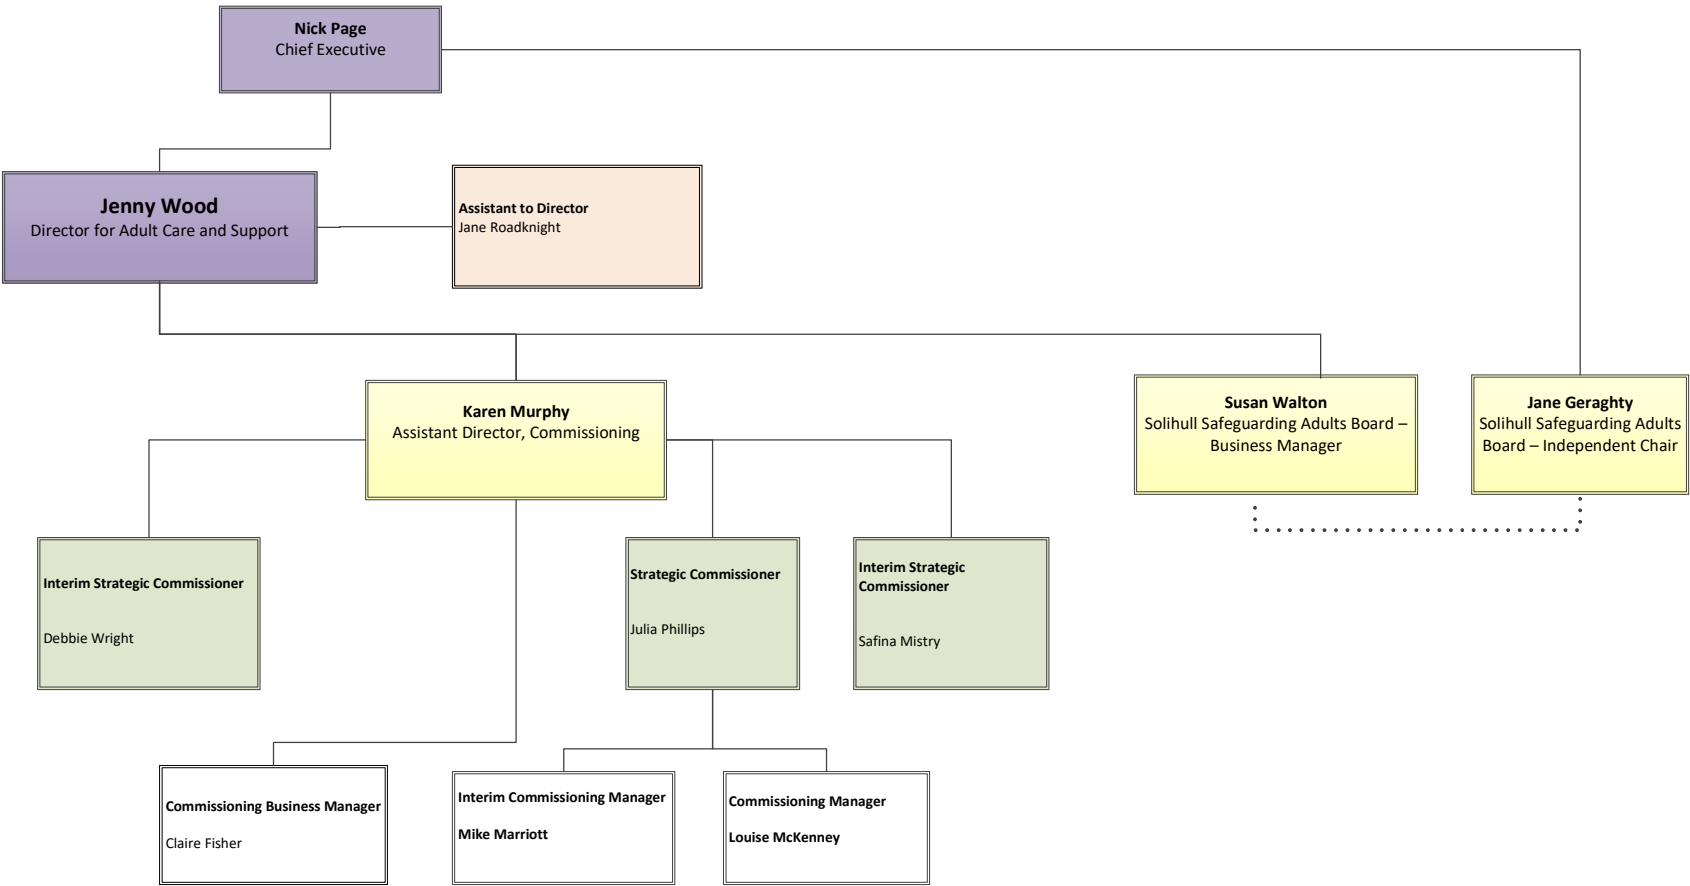 Nick Page
Chief Executive
Jenny Wood
Director for Adult Care and Support
Assistant to Director
Jane Roadknight
Karen Murphy
Assistant Director, Commissioning
Susan Walton
Solihull Safeguarding Adults Board –
Business Manager
Jane Geraghty
Solihull Safeguarding Adults
Board – Independent Chair
Interim Strategic Commissioner
Debbie Wright
Strategic Commissioner
Julia Phillips
Interim Strategic
Commissioner
Safina Mistry
Commissioning Business Manager
Claire Fisher
Interim Commissioning Manager
Mike Marriott
Commissioning Manager
Louise McKenney